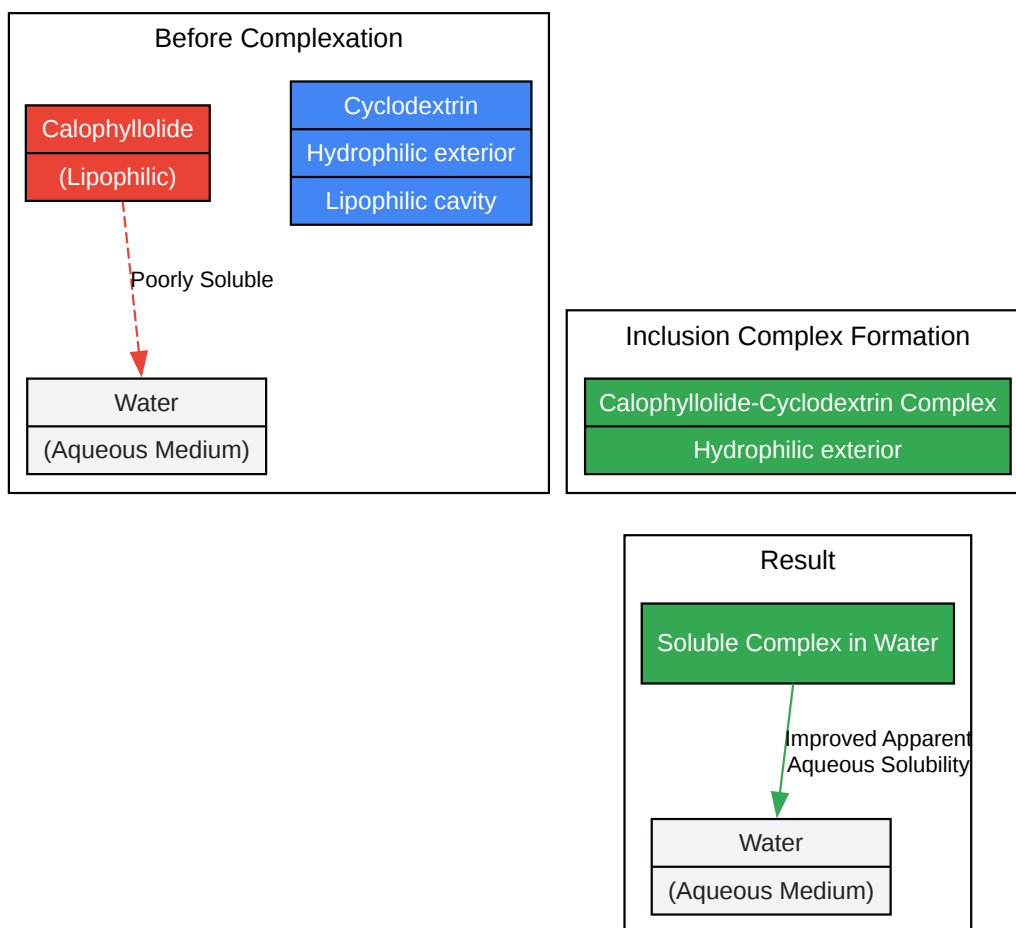 Before Complexation
Calophyllolide
(Lipophilic)
Cyclodextrin
Hydrophilic exterior
Lipophilic cavity
Poorly Soluble
Water
(Aqueous Medium)
Inclusion Complex Formation
Calophyllolide-Cyclodextrin Complex
Hydrophilic exterior
Result
Soluble Complex in Water
Improved Apparent
Aqueous Solubility
Water
(Aqueous Medium)